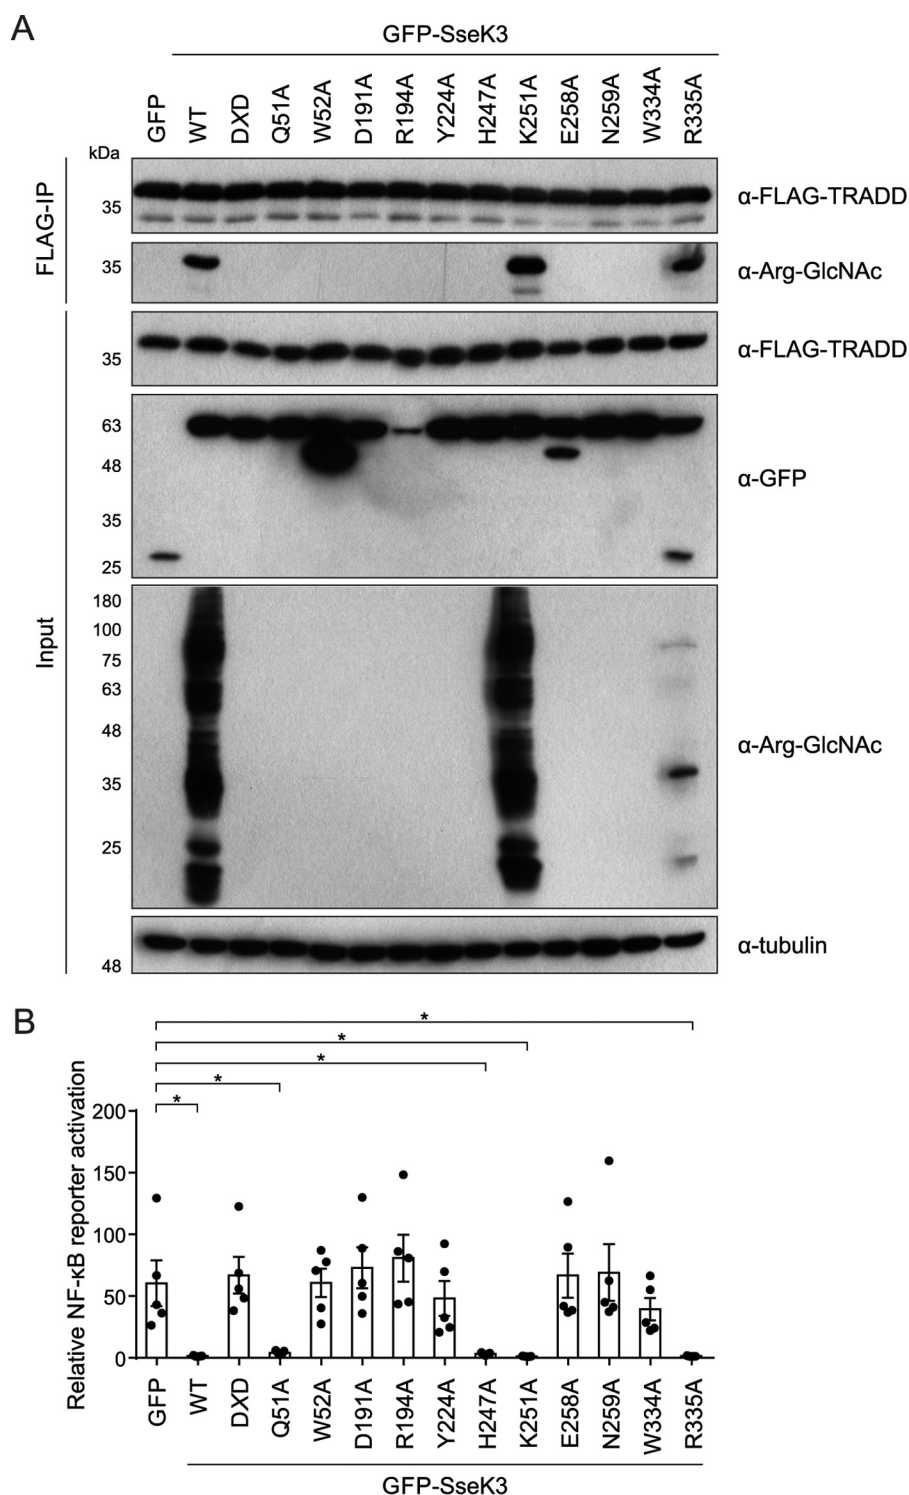 A
GFP-SseK3
GFP WT DXD Q51A W52A D191A R194A Y224A H247A K251A E258A N259A W334A R335A
kDa
FLAG-IP
35
α-FLAG-TRADD
35
α-Arg-GlcNAc
Input
35
α-FLAG-TRADD
63
48
35
25
α-GFP
180
100
75
63
48
35
25
α-Arg-GlcNAc
48
α-tubulin
B
*
*
*
*
*
Relative NF-κB reporter activation
200
150
100
50
0
GFP WT DXD Q51A W52A D191A R194A Y224A H247A K251A E258A N259A W334A R335A
GFP-SseK3